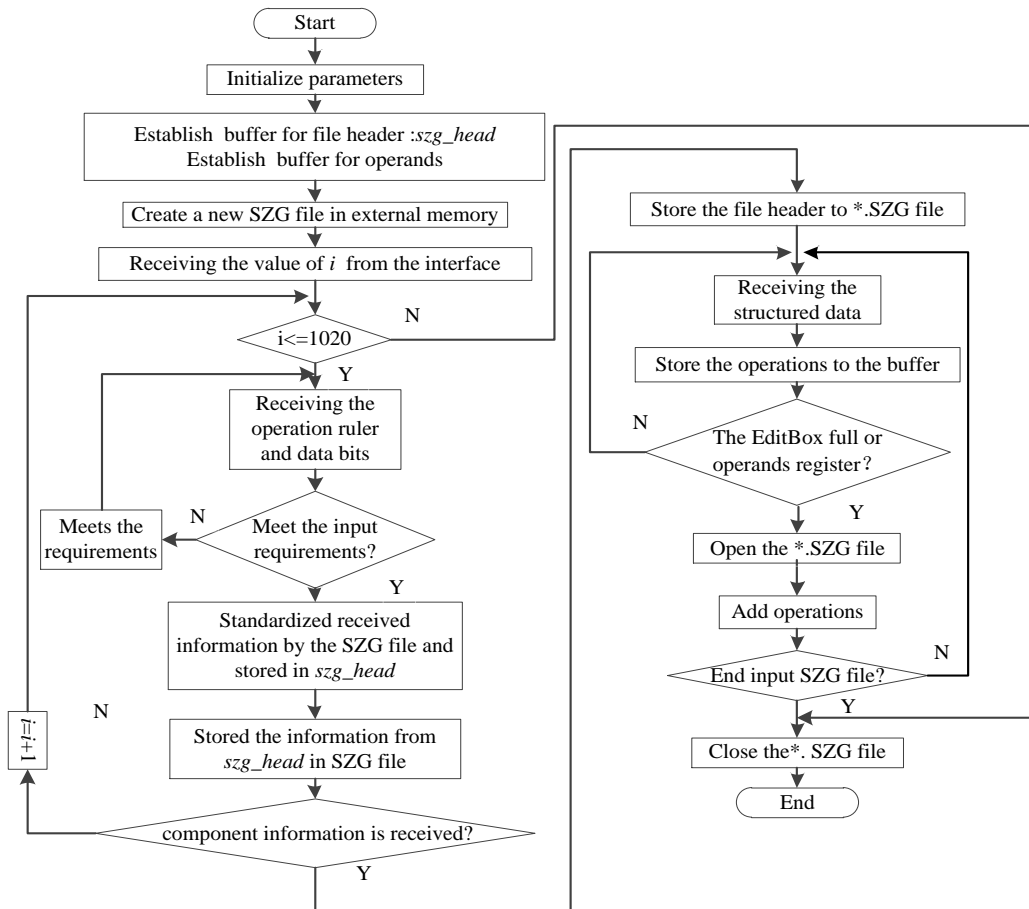 Start
Initialize parameters
Establish buffer for file header :szg_head
Establish buffer for operands
Create a new SZG file in external memory
Receiving the value of i from the interface
i<=1020
N
Y
Receiving the
operation ruler
and data bits
Meet the input
requirements?
N
Meets the
requirements
Y
Standardized received
information by the SZG file and
stored in szg_head
Stored the information from
szg_head in SZG file
component information is received?
N
i=i+1
Y
Store the file header to *.SZG file
Receiving the
structured data
Store the operations to the buffer
The EditBox full or
operands register?
N
Y
Open the *.SZG file
Add operations
End input SZG file?
N
Y
Close the*. SZG file
End